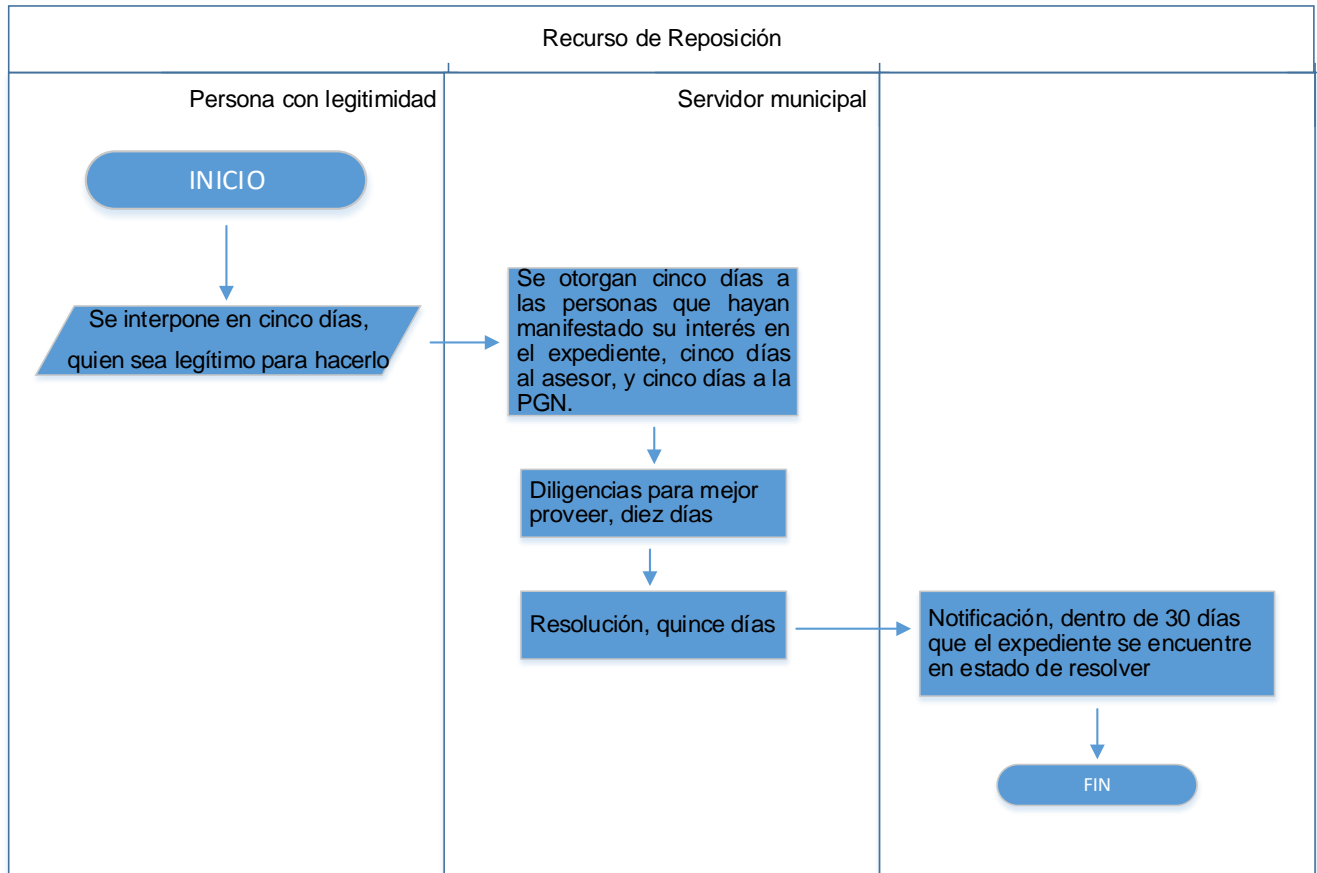 Recurso de Reposición
Persona con legitimidad
Servidor municipal
INICIO
Se interpone en cinco días,
quien sea legítimo para hacerlo
Se otorgan cinco días a
las personas que hayan
manifestado su interés en
el expediente, cinco días
al asesor, y cinco días a la
PGN.
Diligencias para mejor
proveer, diez días
Resolución, quince días
Notificación, dentro de 30 días
que el expediente se encuentre
en estado de resolver
FIN